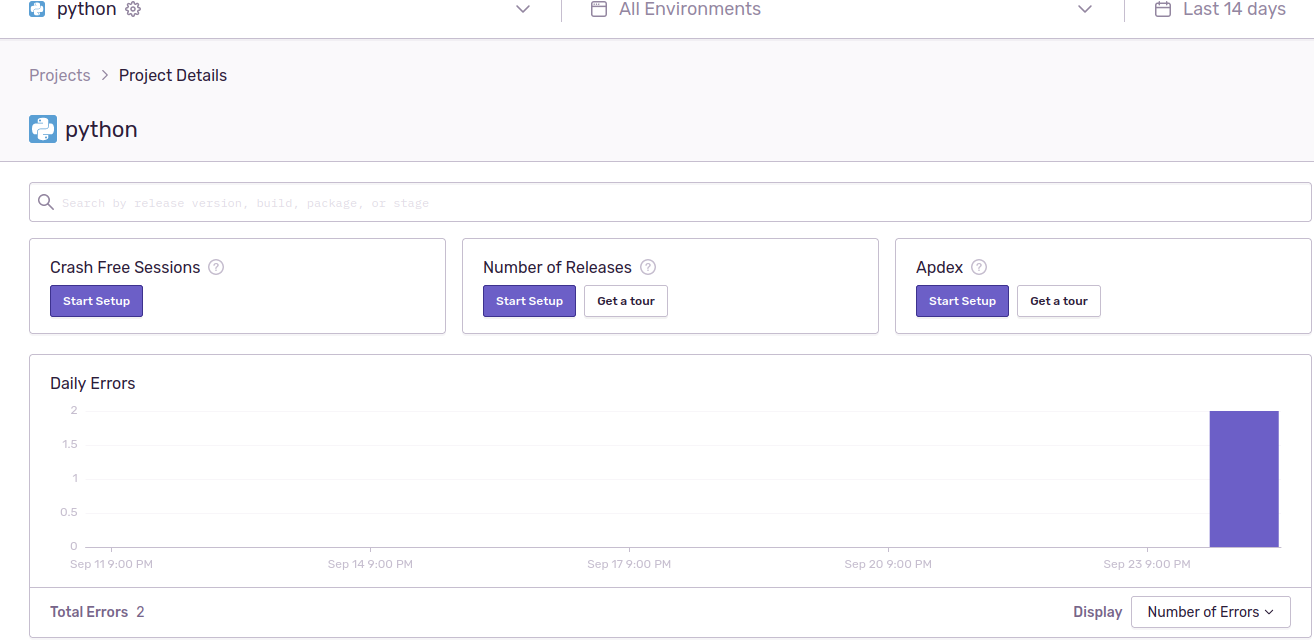 python All Environments Last 14 days
Projects > Project Details
python
Search by release version, build, package, or stage
Crash Free Sessions ? Number of Releases ? Apdex ?
Start Setup Start Setup Get a tour Start Setup Get a tour
Daily Errors
2
1.5
1
0.5
0
Sep 11 9:00 PM Sep 14 9:00 PM Sep 17 9:00 PM Sep 20 9:00 PM Sep 23 9:00 PM
Total Errors 2 Display Number of Errors